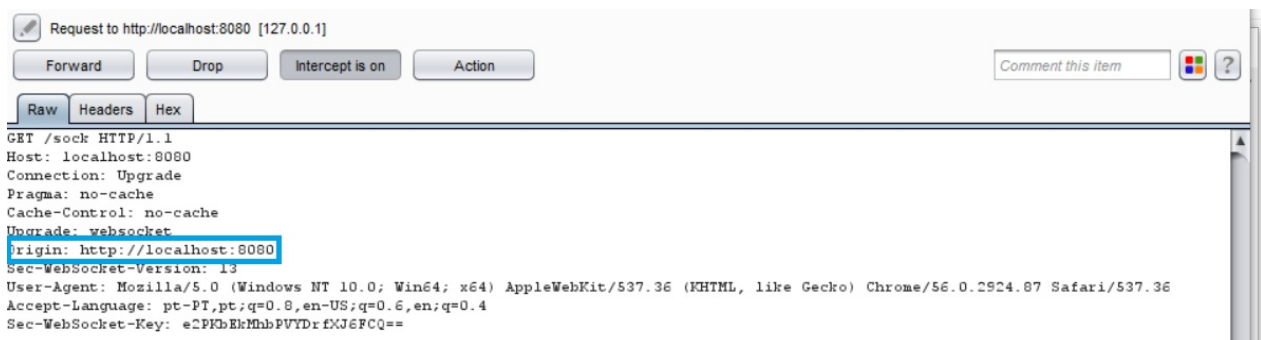 Request to http://localhost:8080 [127.0.0.1]
Forward Drop Intercept is on Action Comment this item ?
Raw Headers Hex
GET /sock HTTP/1.1
Host: localhost:8080
Connection: Upgrade
Pragma: no-cache
Cache-Control: no-cache
Upgrade: websocket
Origin: http://localhost:8080
Sec-WebSocket-Version: 13
User-Agent: Mozilla/5.0 (Windows NT 10.0; Win64; x64) AppleWebKit/537.36 (KHTML, like Gecko) Chrome/56.0.2924.87 Safari/537.36
Accept-Language: pt-PT,pt;q=0.8,en-US;q=0.6,en;q=0.4
Sec-WebSocket-Key: e2PKbEkMhbPVYDrfXJ6FCQ==